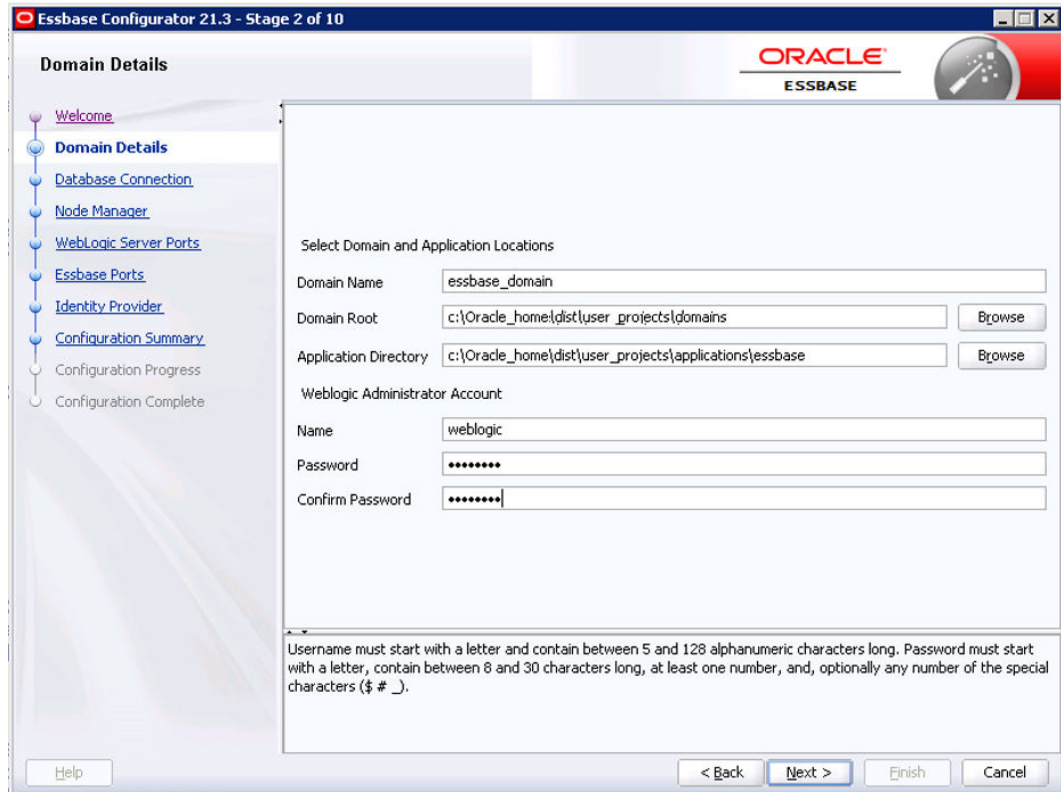 Essbase Configurator 21.3 - Stage 2 of 10
Domain Details
ORACLE
ESSBASE
Welcome
Domain Details
Database Connection
Node Manager
WebLogic Server Ports
Essbase Ports
Identity Provider
Configuration Summary
Configuration Progress
Configuration Complete
Select Domain and Application Locations
Domain Name essbase_domain
Domain Root c:\Oracle_home\dist\user_projects\domains Browse
Application Directory c:\Oracle_home\dist\user_projects\applications\essbase Browse
Weblogic Administrator Account
Name weblogic
Password ••••••••
Confirm Password ••••••••
Username must start with a letter and contain between 5 and 128 alphanumeric characters long. Password must start
with a letter, contain between 8 and 30 characters long, at least one number, and, optionally any number of the special
characters ($ # _).
Help < Back Next > Finish Cancel